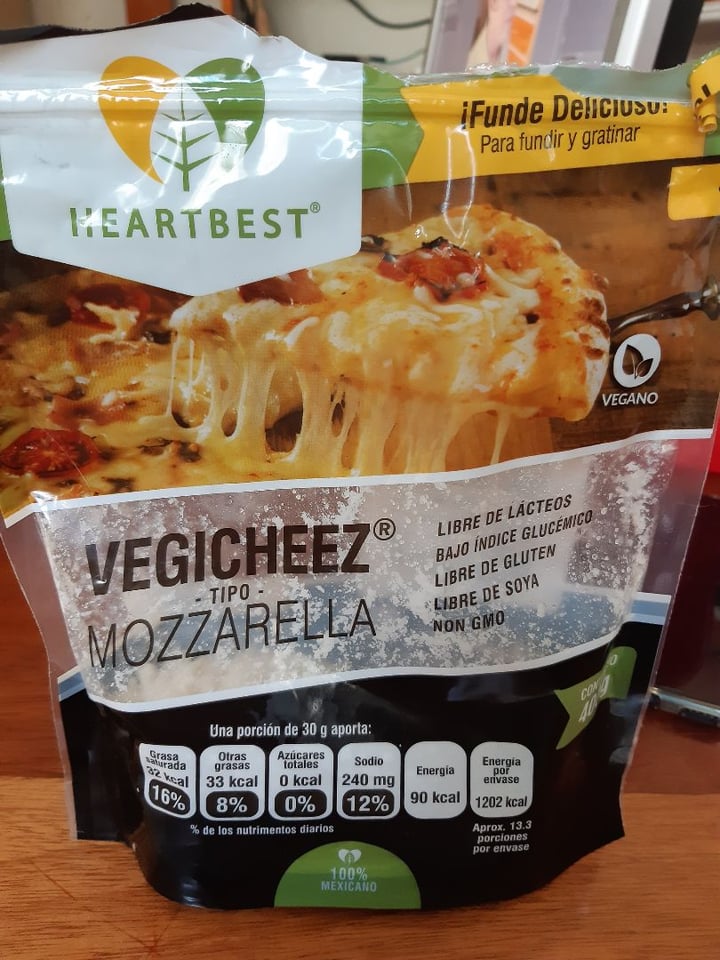 HEARTBEST®
¡Funde Delicioso!
Para fundir y gratinar
VEGANO
VEGICHEEZ®
- TIPO -
MOZZARELLA
LIBRE DE LÁCTEOS
BAJO ÍNDICE GLUCÉMICO
LIBRE DE GLUTEN
LIBRE DE SOYA
NON GMO
Una porción de 30 g aporta:
Grasa
saturada
32 kcal
16%
Otras
grasas
33 kcal
8%
Azúcares
totales
0 kcal
0%
Sodio
240 mg
12%
Energía
90 kcal
Energía
por
envase
1202 kcal
% de los nutrimentos diarios
Aprox. 13.3
porciones
por envase
100%
MEXICANO